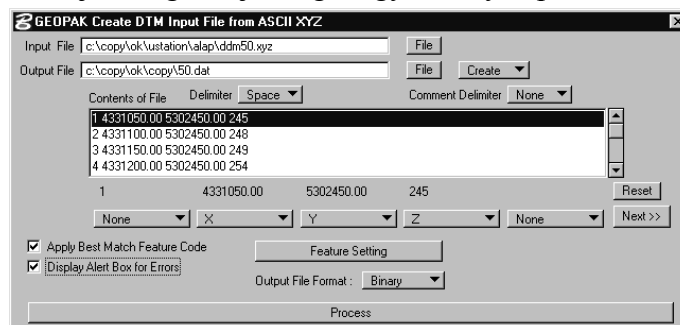 GEOPAK Create DTM Input File from ASCII XYZ
Input File c:\copy\ok\ustation\alap\ddm50.xyz File
Output File c:\copy\ok\copy\50.dat File Create
Contents of File Delimiter Space Comment Delimiter None
1 4331050.00 5302450.00 245
2 4331100.00 5302450.00 248
3 4331150.00 5302450.00 249
4 4331200.00 5302450.00 254
1 4331050.00 5302450.00 245 Reset
None X Y Z None Next >>
Apply Best Match Feature Code Feature Setting
Display Alert Box for Errors
Output File Format : Binary
Process